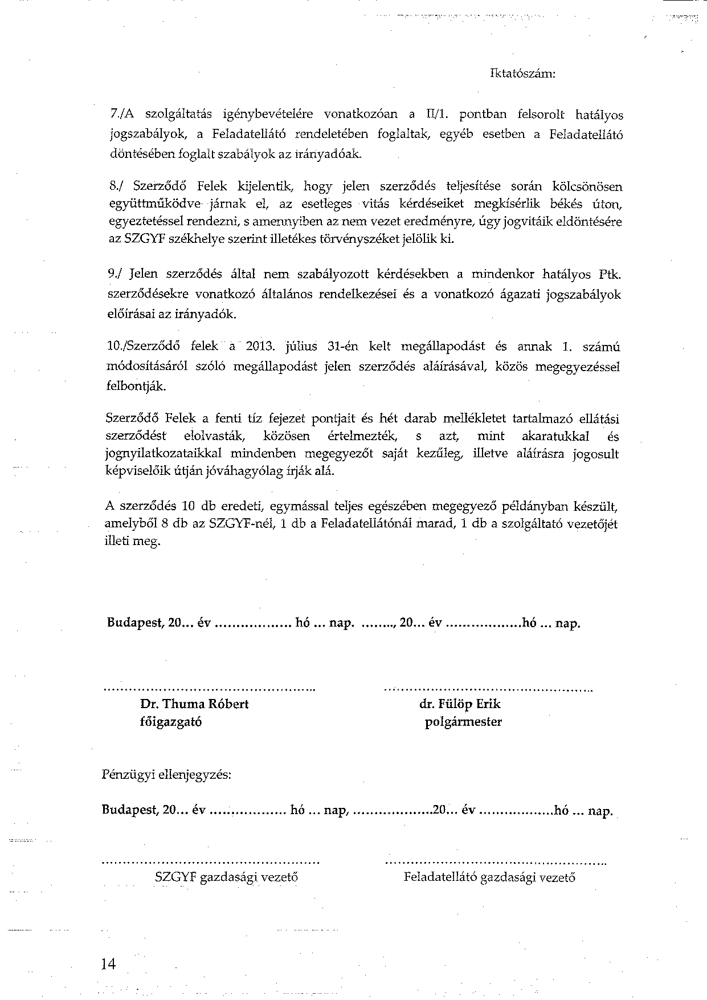 Iktatószám:
7./A szolgáltatás igénybevételére vonatkozóan a II/1. pontban felsorolt hatályos
jogszabályok, a Feladatellátó rendeletében foglaltak, egyéb esetben a Feladatellátó
döntésében foglalt szabályok az irányadóak.
8./ Szerződő Felek kijelentik, hogy jelen szerződés teljesítése során kölcsönösen
együttműködve járnak el, az esetleges vitás kérdéseiket megkísérlik békés úton,
egyeztetéssel rendezni, s amennyiben az nem vezet eredményre, úgy jogvitáik eldöntésére
az SZGYF székhelye szerint illetékes törvényszéket jelölik ki.
9./ Jelen szerződés által nem szabályozott kérdésekben a mindenkor hatályos Ptk.
szerződésekre vonatkozó általános rendelkezései és a vonatkozó ágazati jogszabályok
előírásai az irányadók.
10./Szerződő felek a 2013. július 31-én kelt megállapodást és annak 1. számú
módosításáról szóló megállapodást jelen szerződés aláírásával, közös megegyezéssel
felbontják.
Szerződő Felek a fenti tíz fejezet pontjait és hét darab mellékletet tartalmazó ellátási
szerződést elolvasták, közösen értelmezték, s azt, mint akaratukkal és
jognyilatkozataikkal mindenben megegyezőt saját kezűleg, illetve aláírásra jogosult
képviselőik útján jóváhagyólag írják alá.
A szerződés 10 db eredeti, egymással teljes egészében megegyező példányban készült,
amelyből 8 db az SZGYF-nél, 1 db a Feladatellátónál marad, 1 db a szolgáltató vezetőjét
illeti meg.
Budapest, 20... év .................. hó ... nap. ........, 20... év ..................hó ... nap.
.................................................. ..................................................
Dr. Thuma Róbert dr. Fülöp Erik
főigazgató polgármester
Pénzügyi ellenjegyzés:
Budapest, 20... év .................. hó ... nap, ...................20... év ..................hó ... nap.
.................................................. ..................................................
SZGYF gazdasági vezető Feladatellátó gazdasági vezető
14